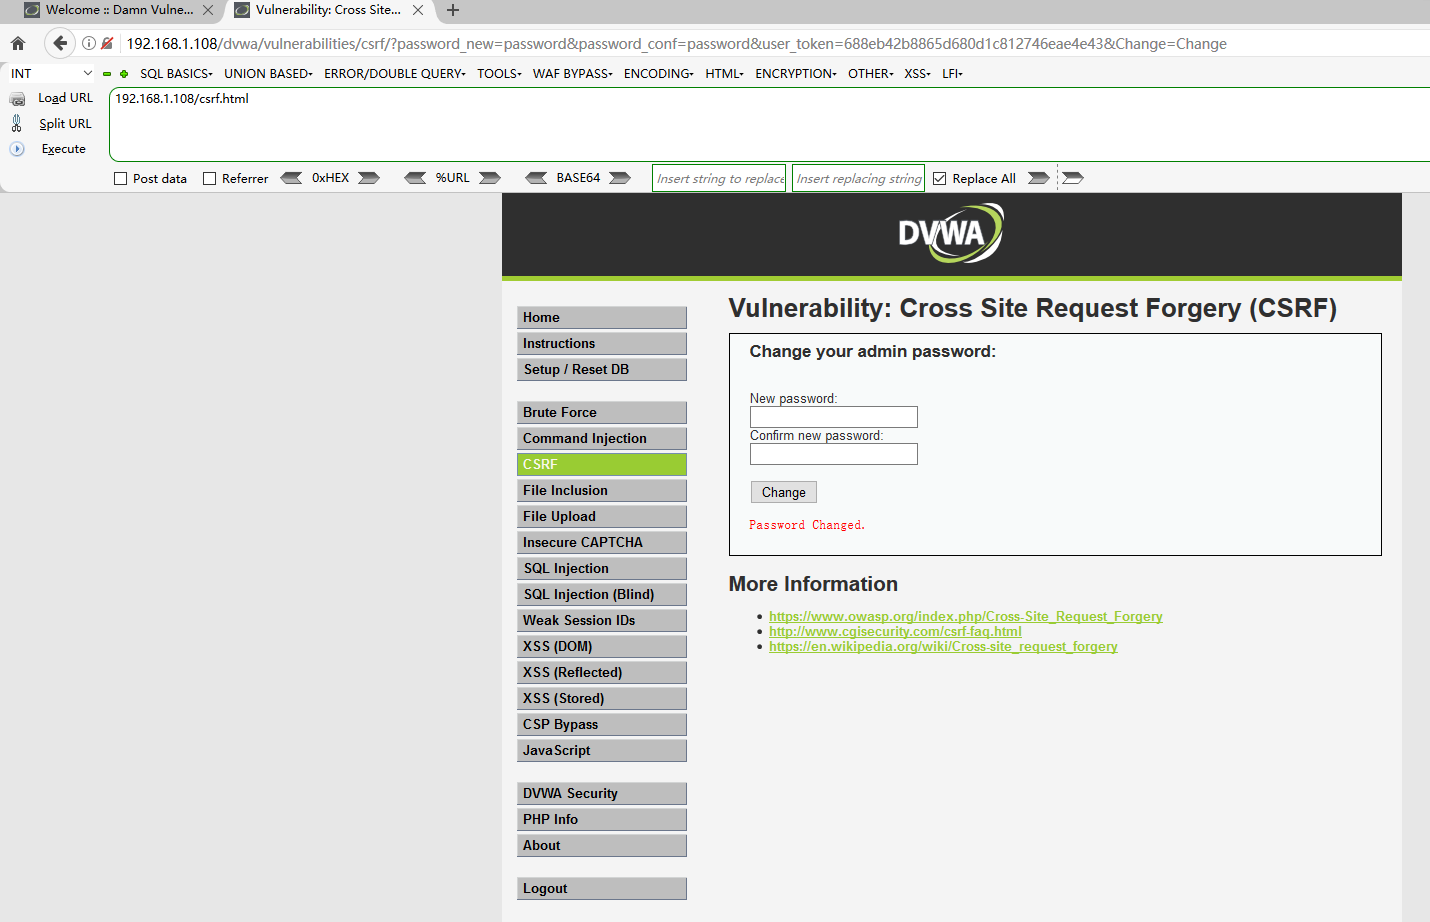 Welcome :: Damn Vulne...
Vulnerability: Cross Site...
192.168.1.108/dvwa/vulnerabilities/csrf/?password_new=password&password_conf=password&user_token=688eb42b8865d680d1c812746eae4e43&Change=Change
INT SQL BASICS UNION BASED ERROR/DOUBLE QUERY TOOLS WAF BYPASS ENCODING HTML ENCRYPTION OTHER XSS LFI
Load URL
192.168.1.108/csrf.html
Split URL
Execute
Post data Referrer 0xHEX %URL BASE64 Insert string to replace Insert replacing string Replace All
DVWA
Home
Instructions
Setup / Reset DB
Brute Force
Command Injection
CSRF
File Inclusion
File Upload
Insecure CAPTCHA
SQL Injection
SQL Injection (Blind)
Weak Session IDs
XSS (DOM)
XSS (Reflected)
XSS (Stored)
CSP Bypass
JavaScript
DVWA Security
PHP Info
About
Logout
Vulnerability: Cross Site Request Forgery (CSRF)
Change your admin password:
New password:
Confirm new password:
Change
Password Changed.
More Information
https://www.owasp.org/index.php/Cross-Site_Request_Forgery
http://www.cgisecurity.com/csrf-faq.html
https://en.wikipedia.org/wiki/Cross-site_request_forgery